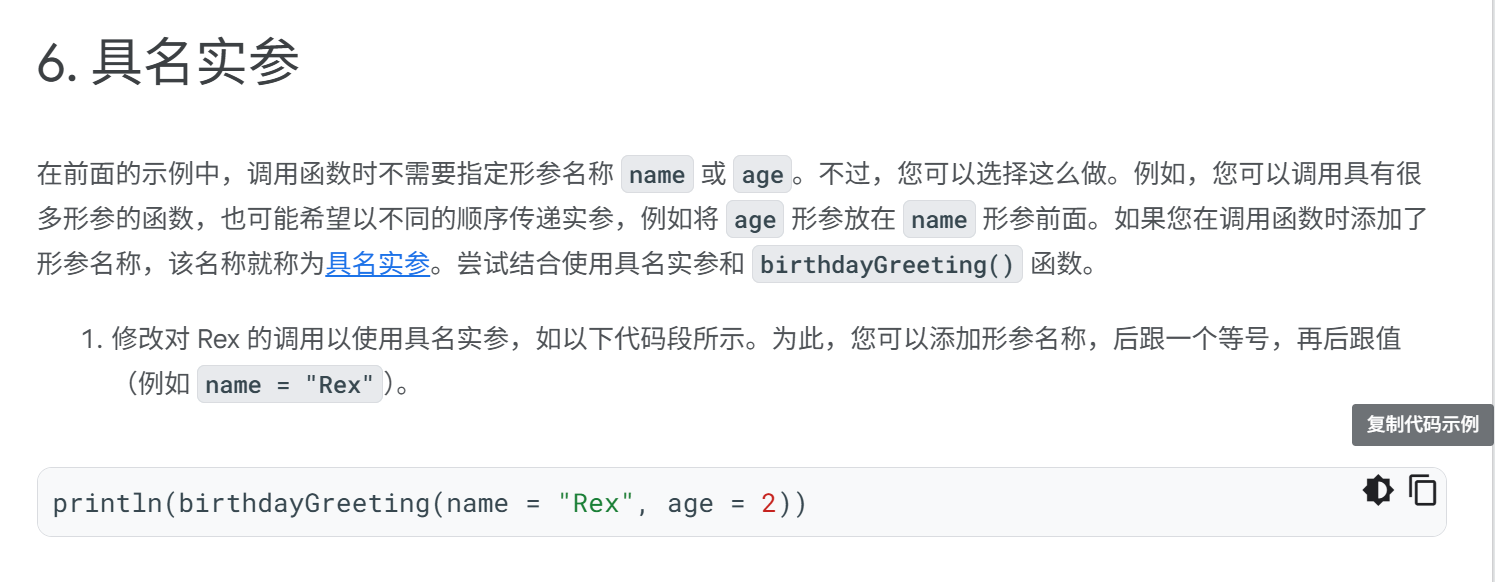 6. 具名实参
在前面的示例中，调用函数时不需要指定形参名称 name 或 age。不过，您可以选择这么做。例如，您可以调用具有很
多形参的函数，也可能希望以不同的顺序传递实参，例如将 age 形参放在 name 形参前面。如果您在调用函数时添加了
形参名称，该名称就称为具名实参。尝试结合使用具名实参和 birthdayGreeting() 函数。
1. 修改对 Rex 的调用以使用具名实参，如以下代码段所示。为此，您可以添加形参名称，后跟一个等号，再后跟值
（例如 name = "Rex"）。
复制代码示例
println(birthdayGreeting(name = "Rex", age = 2))